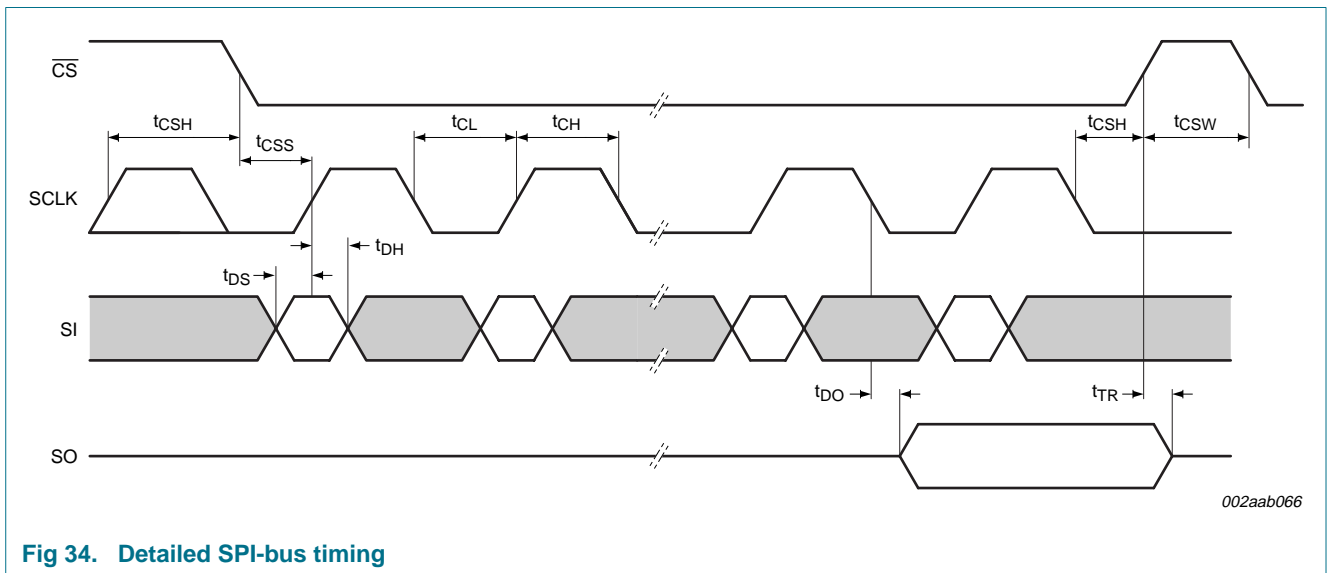 CS
tCSH
tCSS
tCL
tCH
tCSH
tCSW
SCLK
tDH
tDS
SI
tDO
tTR
SO
002aab066
Fig 34. Detailed SPI-bus timing